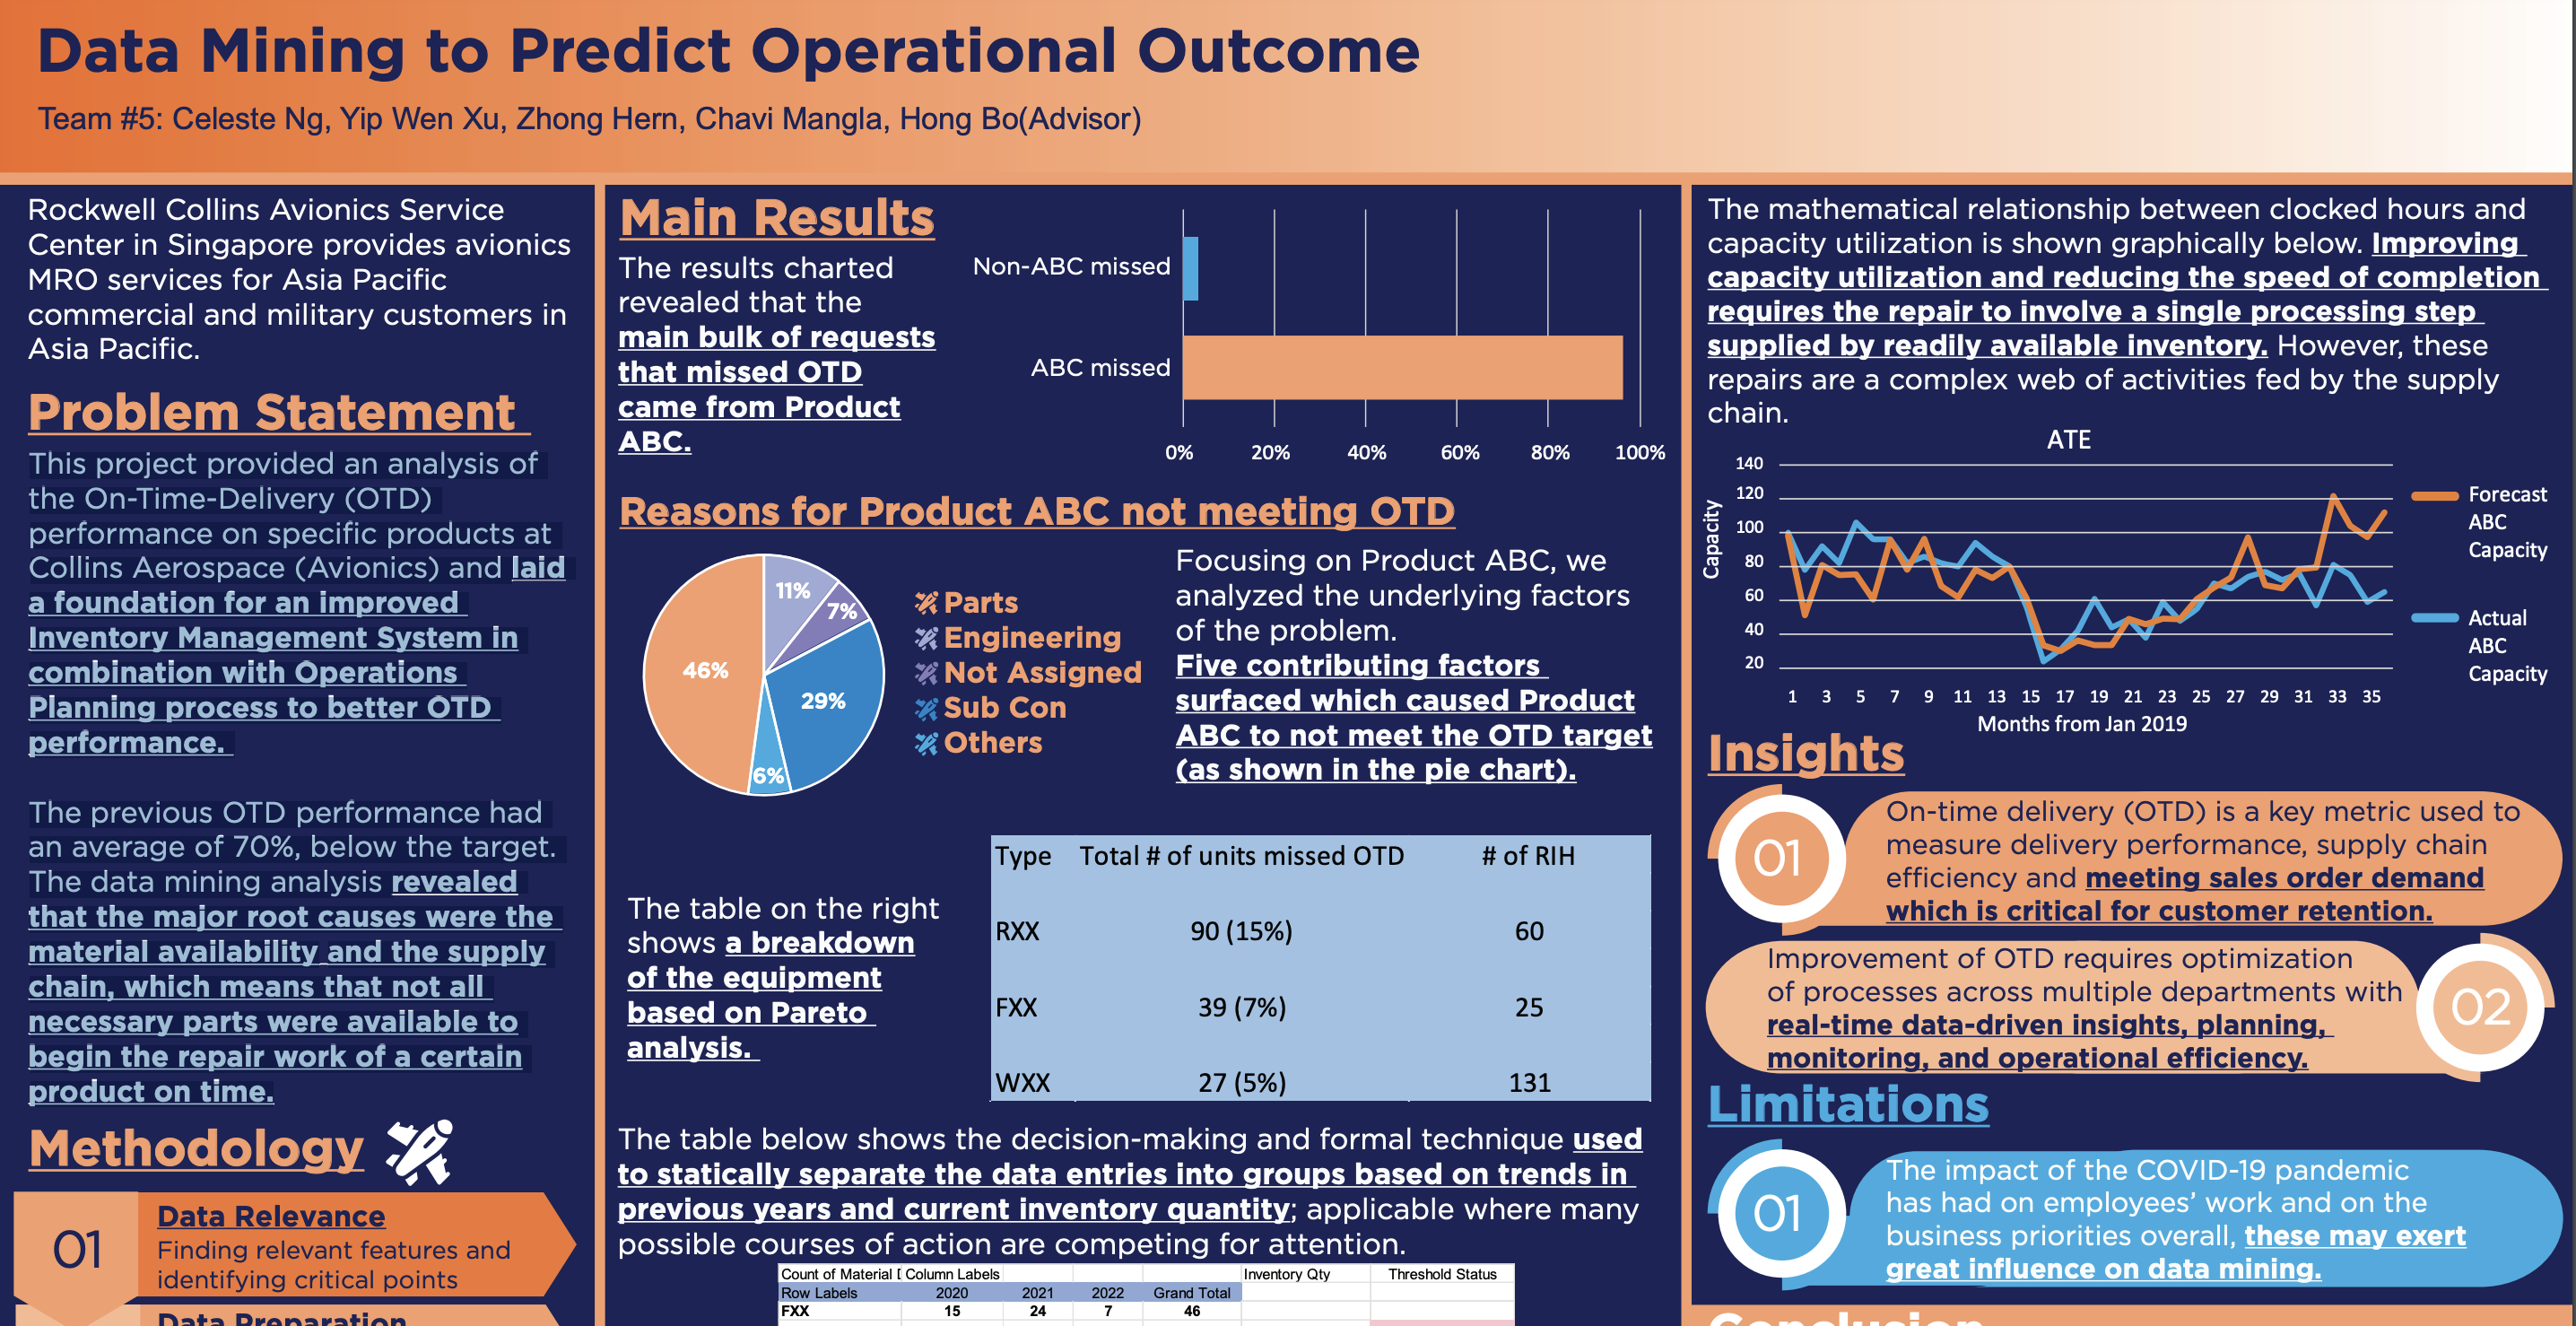 Data Mining to Predict Operational Outcome
Team #5: Celeste Ng, Yip Wen Xu, Zhong Hern, Chavi Mangla, Hong Bo(Advisor)
Rockwell Collins Avionics Service
Center in Singapore provides avionics
MRO services for Asia Pacific
commercial and military customers in
Asia Pacific.
Problem Statement
This project provided an analysis of
the On-Time-Delivery (OTD)
performance on specific products at
Collins Aerospace (Avionics) and laid
a foundation for an improved
Inventory Management System in
combination with Operations
Planning process to better OTD
performance.
The previous OTD performance had
an average of 70%, below the target.
The data mining analysis revealed
that the major root causes were the
material availability and the supply
chain, which means that not all
necessary parts were available to
begin the repair work of a certain
product on time.
Methodology
01
Data Relevance
Finding relevant features and
identifying critical points
Data Preparation
Main Results
The results charted
revealed that the
main bulk of requests
that missed OTD
came from Product
ABC.
Non-ABC missed
ABC missed
0% 20% 40% 60% 80% 100%
Reasons for Product ABC not meeting OTD
11%
7%
46%
29%
6%
Parts
Engineering
Not Assigned
Sub Con
Others
Focusing on Product ABC, we
analyzed the underlying factors
of the problem.
Five contributing factors
surfaced which caused Product
ABC to not meet the OTD target
(as shown in the pie chart).
The table on the right
shows a breakdown
of the equipment
based on Pareto
analysis.
Type Total # of units missed OTD # of RIH
RXX 90 (15%) 60
FXX 39 (7%) 25
WXX 27 (5%) 131
The table below shows the decision-making and formal technique used
to statically separate the data entries into groups based on trends in
previous years and current inventory quantity; applicable where many
possible courses of action are competing for attention.
Count of Material Column Labels Inventory Qty Threshold Status
Row Labels 2020 2021 2022 Grand Total
FXX 15 24 7 46
The mathematical relationship between clocked hours and
capacity utilization is shown graphically below. Improving
capacity utilization and reducing the speed of completion
requires the repair to involve a single processing step
supplied by readily available inventory. However, these
repairs are a complex web of activities fed by the supply
chain.
ATE
140
120
100
80
60
40
20
Capacity
1 3 5 7 9 11 13 15 17 19 21 23 25 27 29 31 33 35
Months from Jan 2019
Forecast
ABC
Capacity
Actual
ABC
Capacity
Insights
01
On-time delivery (OTD) is a key metric used to
measure delivery performance, supply chain
efficiency and meeting sales order demand
which is critical for customer retention.
Improvement of OTD requires optimization
of processes across multiple departments with
real-time data-driven insights, planning,
monitoring, and operational efficiency.
02
Limitations
01
The impact of the COVID-19 pandemic
has had on employees’ work and on the
business priorities overall, these may exert
great influence on data mining.
Conclusion